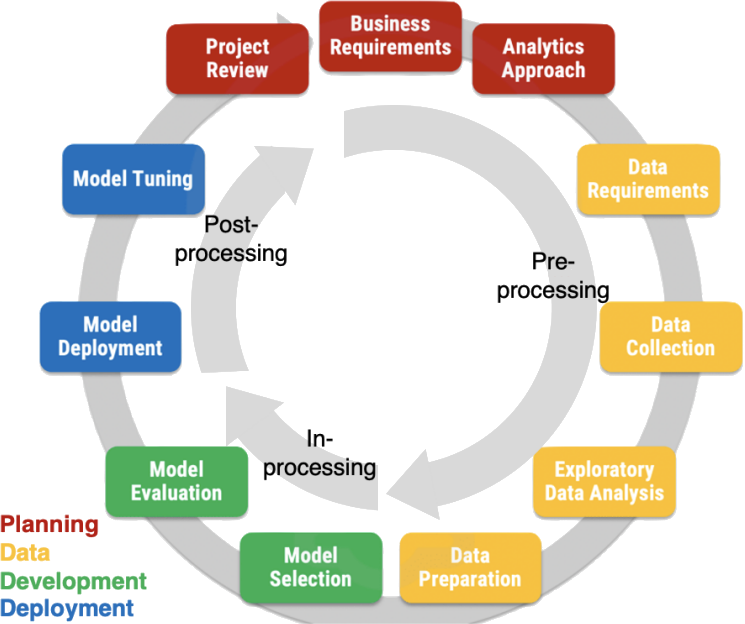 Business
Requirements
Analytics
Approach
Data
Requirements
Data
Collection
Exploratory
Data Analysis
Data
Preparation
Model
Selection
Model
Evaluation
Model
Deployment
Model Tuning
Project
Review
Pre-
processing
In-
processing
Post-
processing
Planning
Data
Development
Deployment